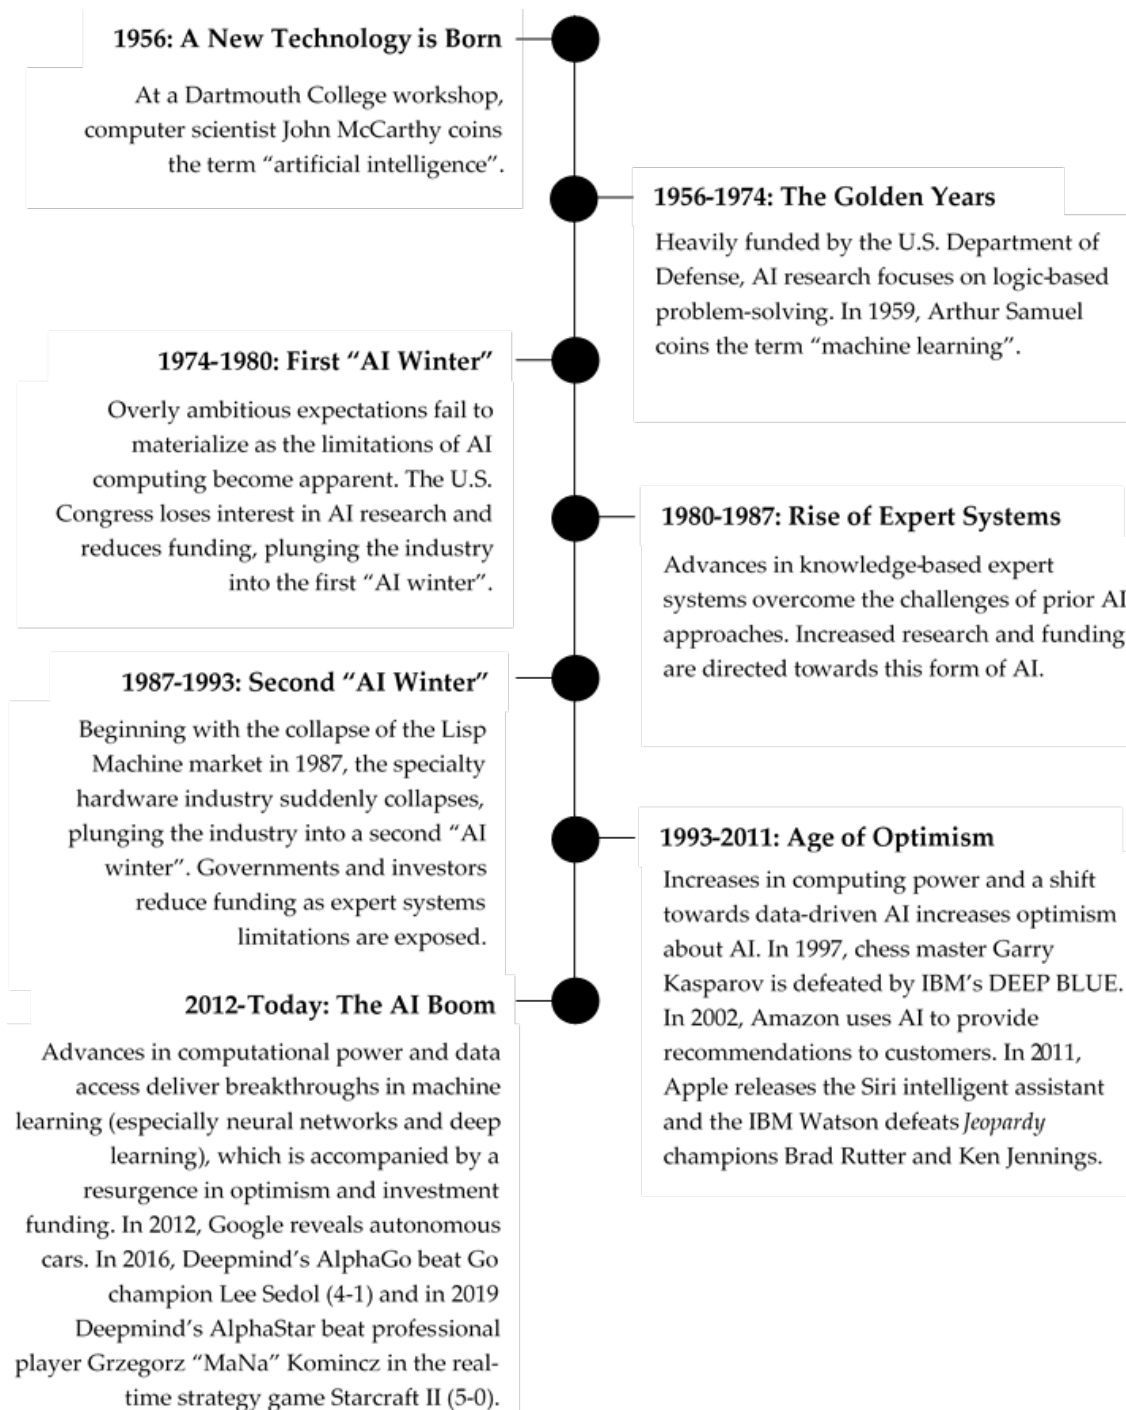 1956: A New Technology is Born
At a Dartmouth College workshop,
computer scientist John McCarthy coins
the term “artificial intelligence”.
1956-1974: The Golden Years
Heavily funded by the U.S. Department of
Defense, AI research focuses on logic-based
problem-solving. In 1959, Arthur Samuel
coins the term “machine learning”.
1974-1980: First “AI Winter”
Overly ambitious expectations fail to
materialize as the limitations of AI
computing become apparent. The U.S.
Congress loses interest in AI research and
reduces funding, plunging the industry
into the first “AI winter”.
1980-1987: Rise of Expert Systems
Advances in knowledge-based expert
systems overcome the challenges of prior AI
approaches. Increased research and funding
are directed towards this form of AI.
1987-1993: Second “AI Winter”
Beginning with the collapse of the Lisp
Machine market in 1987, the specialty
hardware industry suddenly collapses,
plunging the industry into a second “AI
winter”. Governments and investors
reduce funding as expert systems
limitations are exposed.
1993-2011: Age of Optimism
Increases in computing power and a shift
towards data-driven AI increases optimism
about AI. In 1997, chess master Garry
Kasparov is defeated by IBM’s DEEP BLUE.
In 2002, Amazon uses AI to provide
recommendations to customers. In 2011,
Apple releases the Siri intelligent assistant
and the IBM Watson defeats Jeopardy
champions Brad Rutter and Ken Jennings.
2012-Today: The AI Boom
Advances in computational power and data
access deliver breakthroughs in machine
learning (especially neural networks and deep
learning), which is accompanied by a
resurgence in optimism and investment
funding. In 2012, Google reveals autonomous
cars. In 2016, Deepmind’s AlphaGo beat Go
champion Lee Sedol (4-1) and in 2019
Deepmind’s AlphaStar beat professional
player Grzegorz “MaNa” Komincz in the real-
time strategy game Starcraft II (5-0).